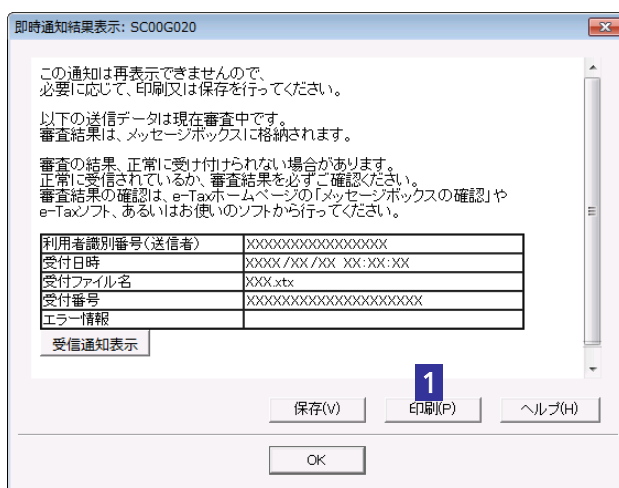 即時通知結果表示: SC00G020
この通知は再表示できませんので、
必要に応じて、印刷又は保存を行ってください。
以下の送信データは現在審査中です。
審査結果は、メッセージボックスに格納されます。
審査の結果、正常に受け付けられない場合があります。
正常に受信されているか、審査結果を必ずご確認ください。
審査結果の確認は、e-Taxホームページの「メッセージボックスの確認」や
e-Taxソフト、あるいはお使いのソフトから行ってください。
利用者識別番号(送信者) XXXXXXXXXXXXXXXX
受付日時 XXXX/XX/XX XX:XX:XX
受付ファイル名 XXX.xtx
受付番号 XXXXXXXXXXXXXXXXXXXX
エラー情報
受信通知表示
1
保存(V) 印刷(P) ヘルプ(H)
OK